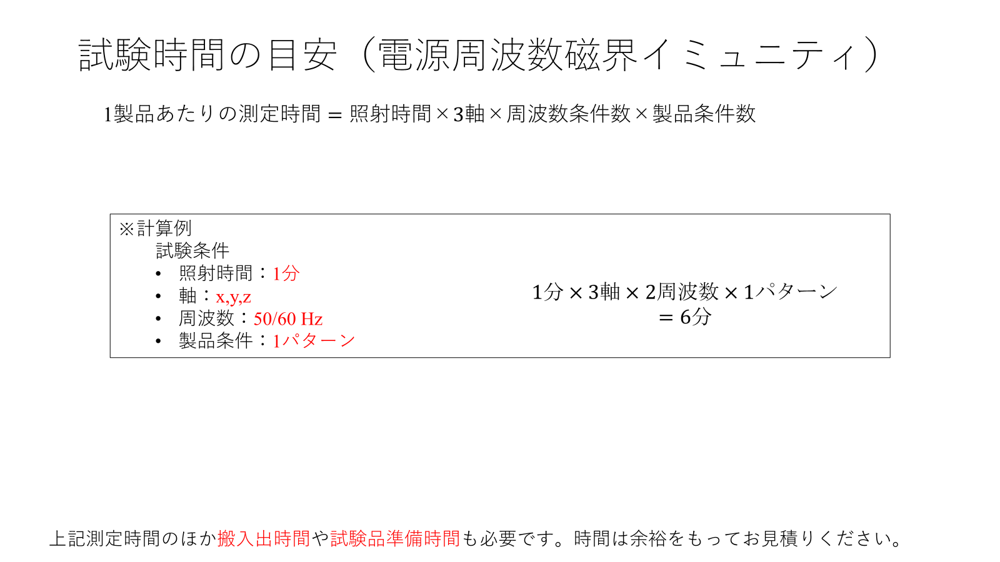 試験時間の目安（電源周波数磁界イミュニティ）
1製品あたりの測定時間 = 照射時間×3軸×周波数条件数×製品条件数
※計算例
試験条件
• 照射時間：1分
• 軸：x,y,z
• 周波数：50/60 Hz
• 製品条件：1パターン
1分 × 3軸 × 2周波数 × 1パターン
= 6分
上記測定時間のほか搬入出時間や試験品準備時間も必要です。時間は余裕をもってお見積りください。